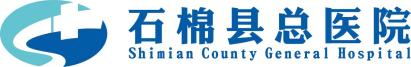 石棉县总医院
Shimian County General Hospital